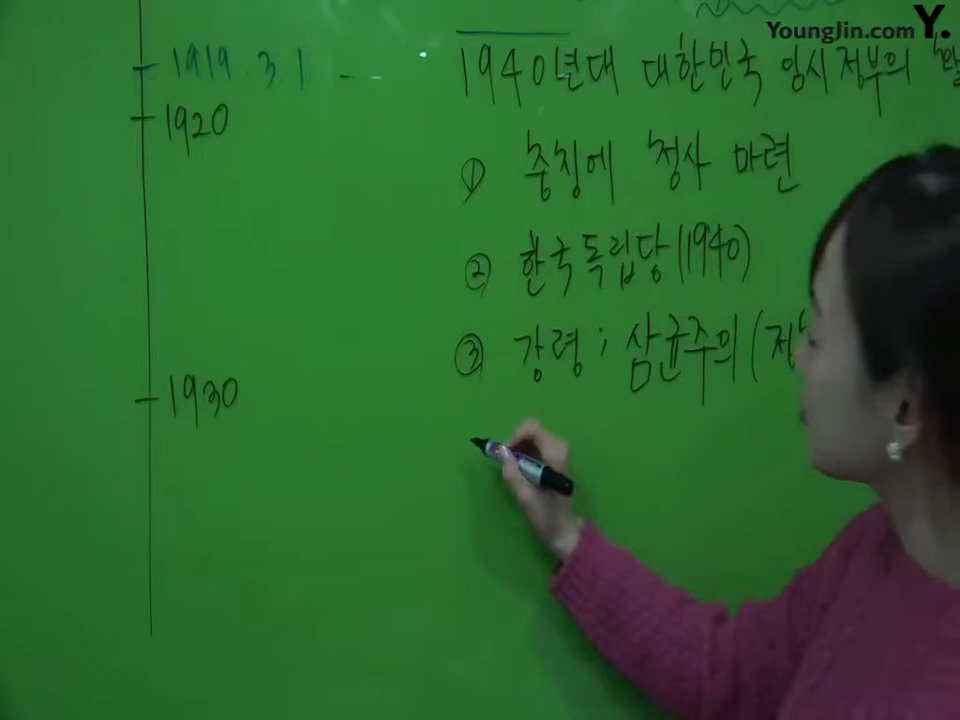 YoungJin.com Y.
1919.3.1
1940년대 대한민국 임시정부의
1920
① 충칭에 청사 마련
② 한국독립당(1940)
③ 강령; 삼균주의(정
1930